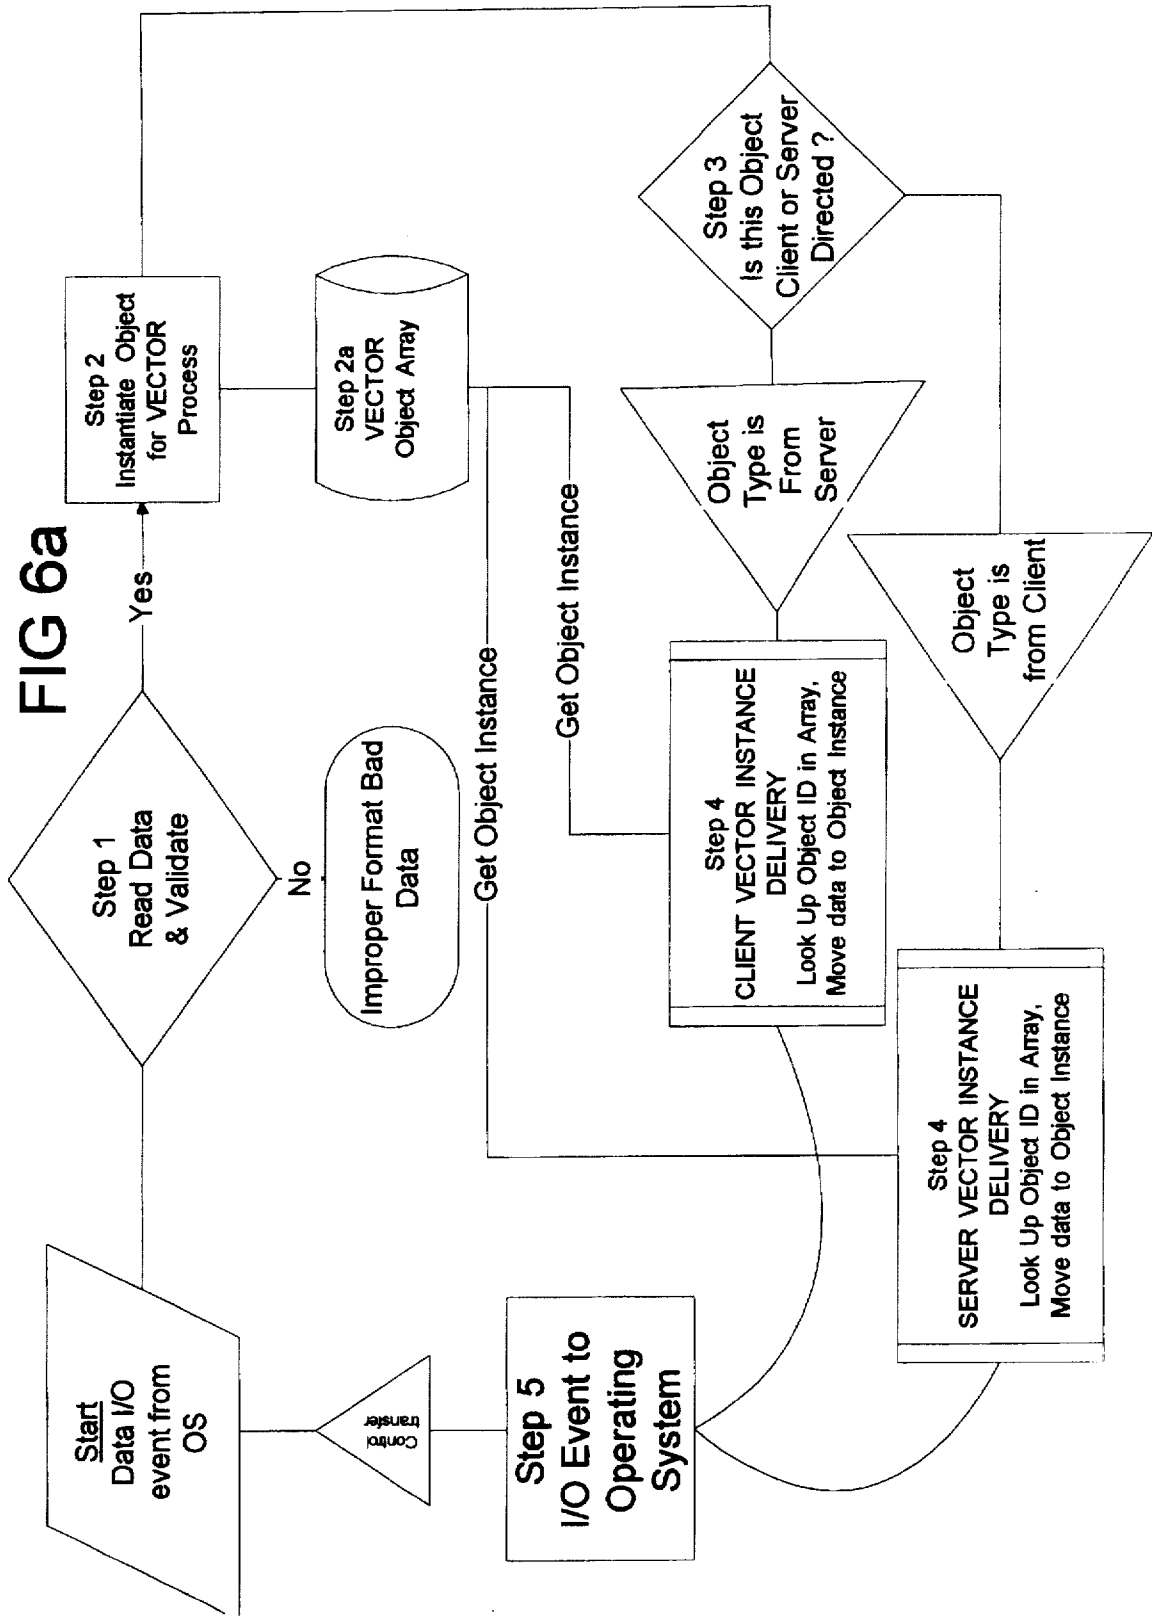 FIG 6a
Start
Data I/O
event from
OS
Step 1
Read Data
& Validate
Yes
No
Improper Format Bad
Data
Step 2
Instantiate Object
for VECTOR
Process
Step 2a
VECTOR
Object Array
Get Object Instance
Get Object Instance
Step 3
Is this Object
Client or Server
Directed ?
Object
Type is
From
Server
Object
Type is
from Client
Step 4
CLIENT VECTOR INSTANCE
DELIVERY
Look Up Object ID in Array,
Move data to Object Instance
Step 4
SERVER VECTOR INSTANCE
DELIVERY
Look Up Object ID in Array,
Move data to Object Instance
Step 5
I/O Event to
Operating
System
Control
transfer